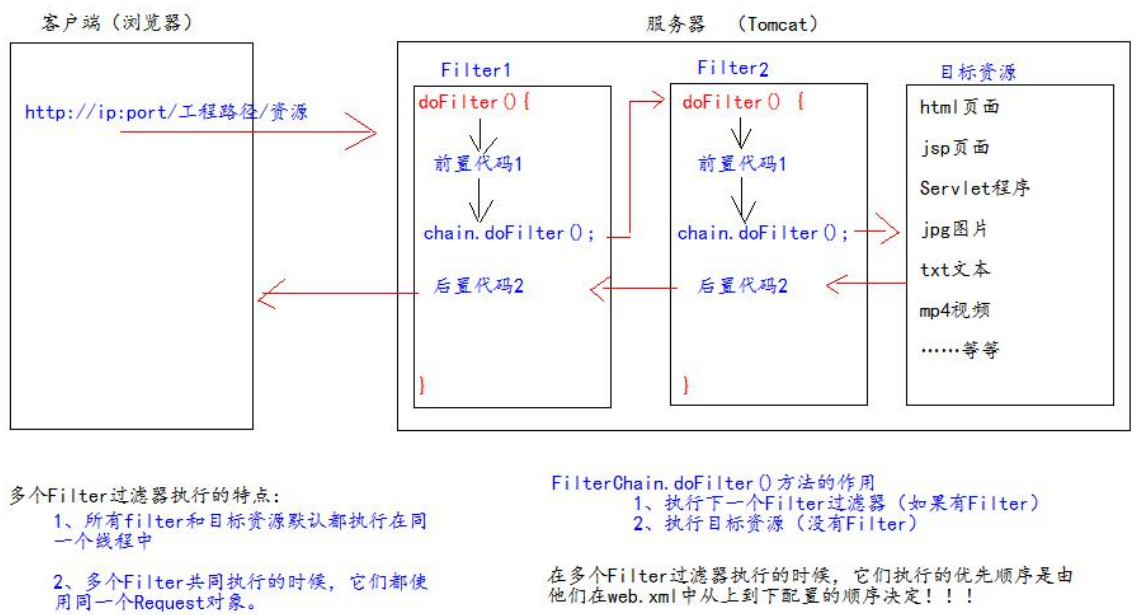 客户端（浏览器）
服务器 （Tomcat）
http://ip:port/工程路径/资源
Filter1
doFilter(){
前置代码1
chain.doFilter();
后置代码2
}
Filter2
doFilter() {
前置代码1
chain.doFilter();
后置代码2
}
目标资源
html页面
jsp页面
Servlet程序
jpg图片
txt文本
mp4视频
……等等
多个Filter过滤器执行的特点:
1、所有filter和目标资源默认都执行在同
一个线程中
2、多个Filter共同执行的时候，它们都使
用同一个Request对象。
FilterChain.doFilter()方法的作用
1、执行下一个Filter过滤器（如果有Filter）
2、执行目标资源（没有Filter）
在多个Filter过滤器执行的时候，它们执行的优先顺序是由
他们在web.xml中从上到下配置的顺序决定！！！